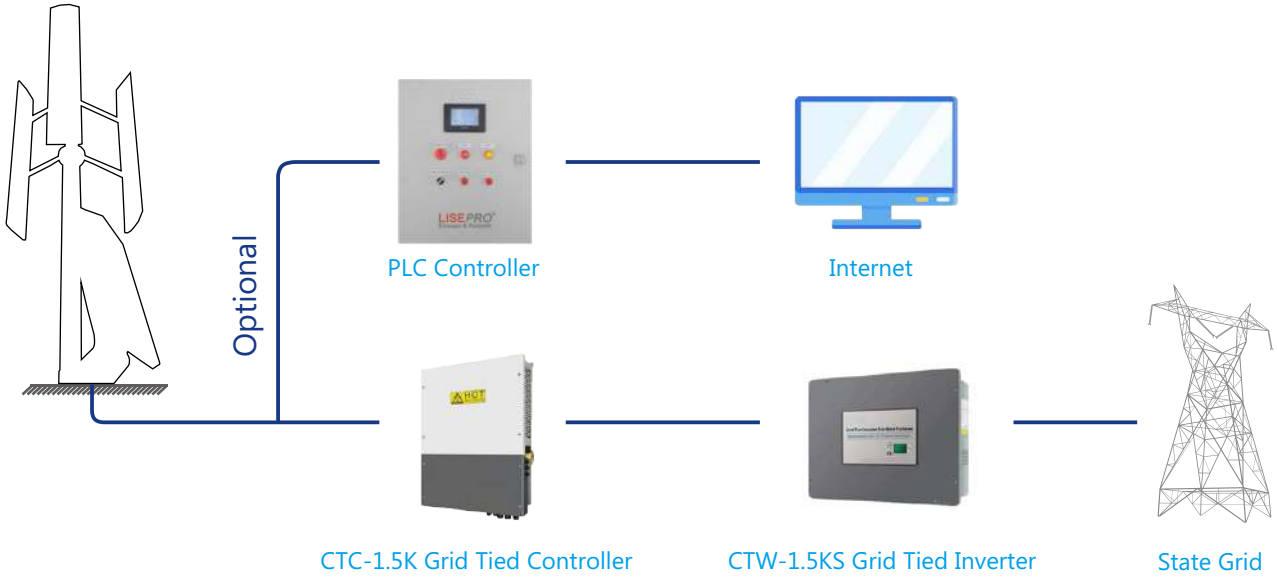 LISEPRO®
PLC Controller
Internet
Optional
HOT
CTC-1.5K Grid Tied Controller
CTW-1.5KS Grid Tied Inverter
State Grid